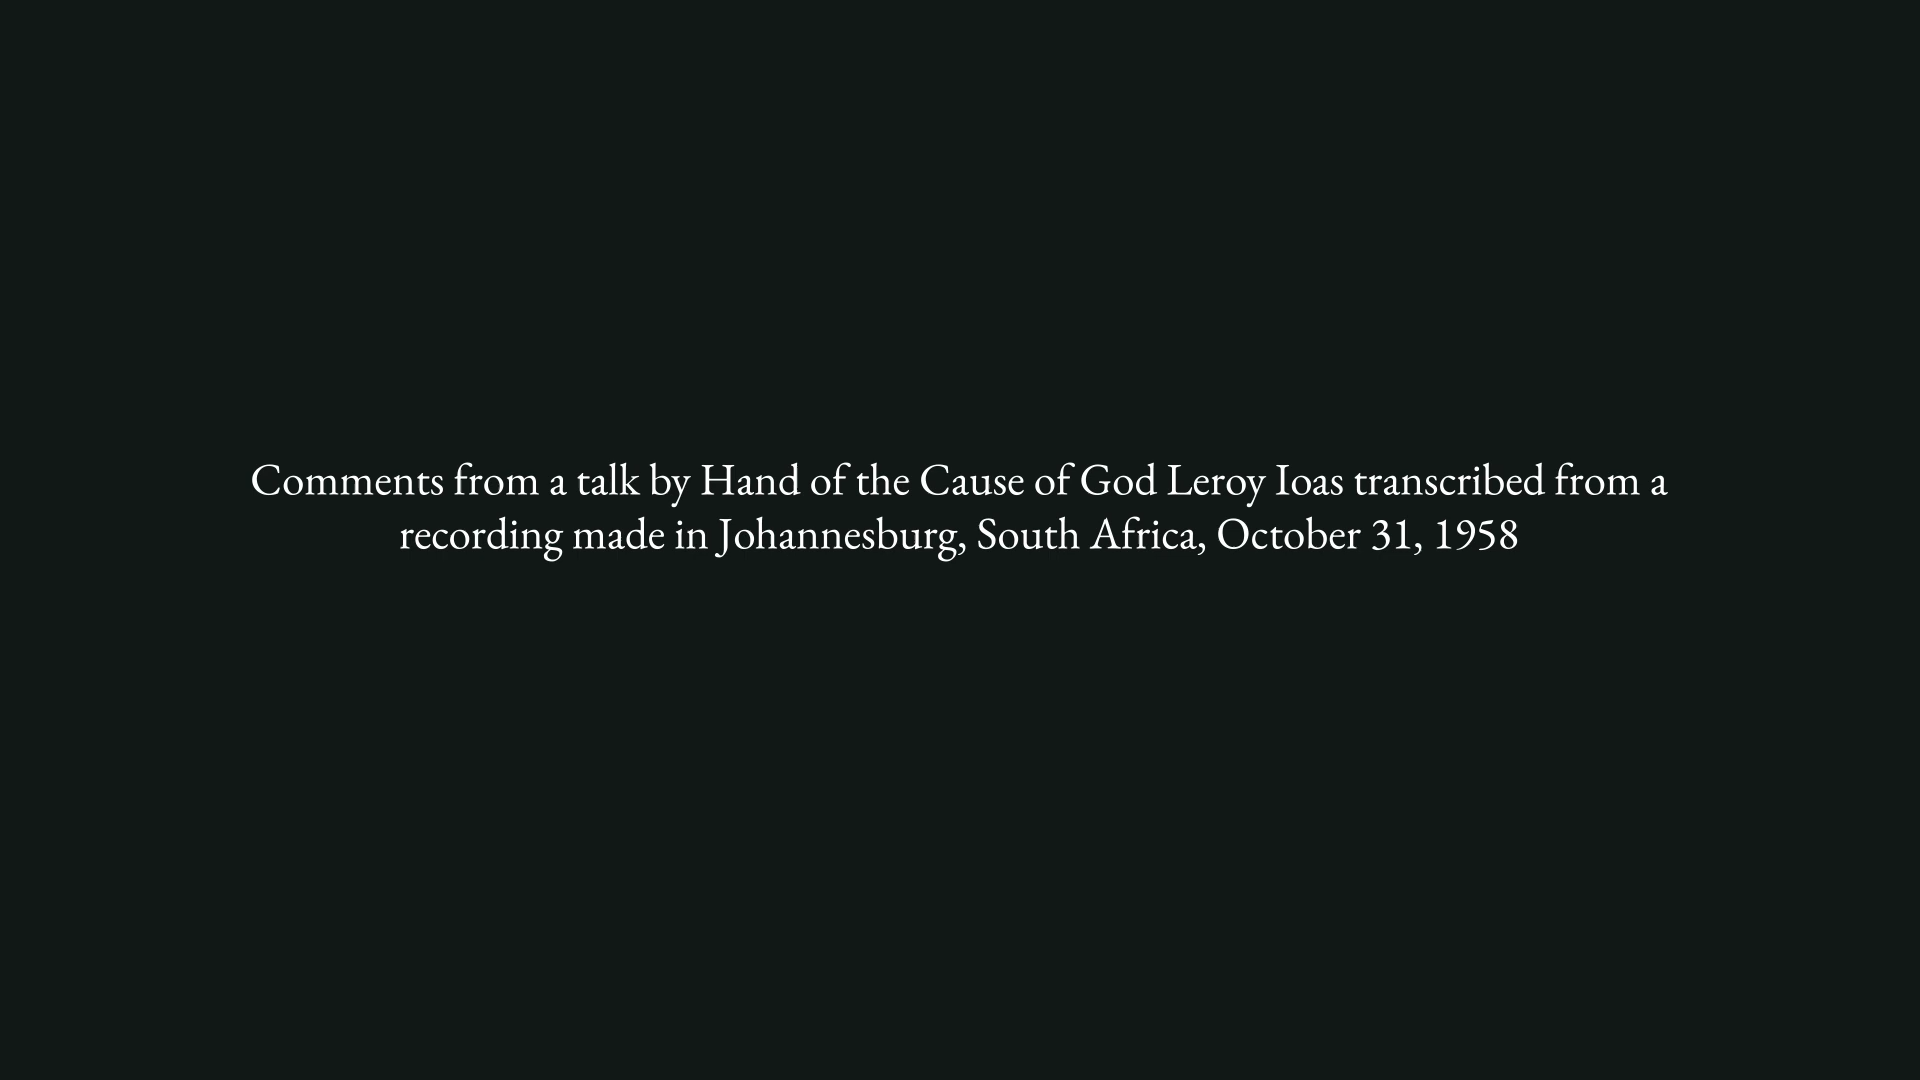 Comments from a talk by Hand of the Cause of God Leroy Ioas transcribed from a
recording made in Johannesburg, South Africa, October 31, 1958